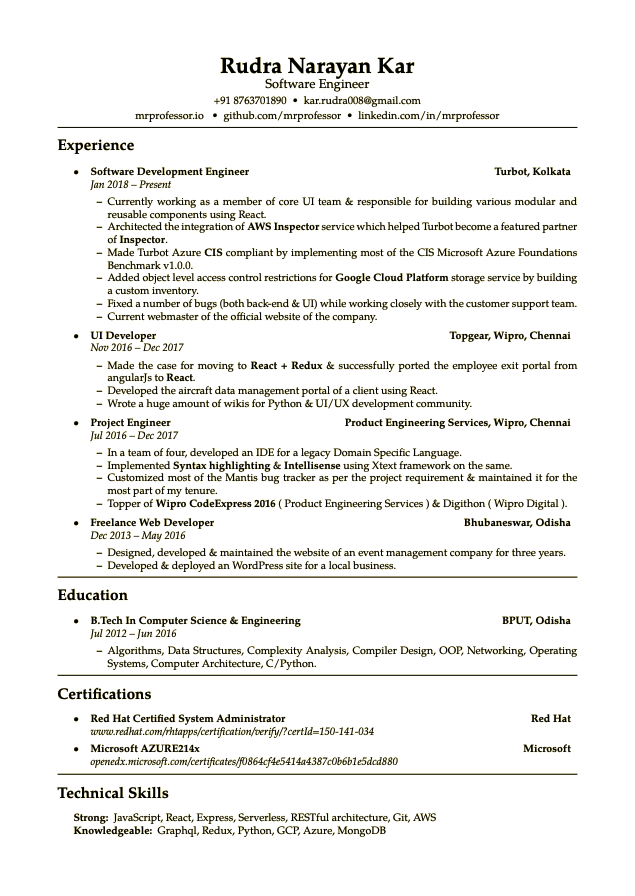 Rudra Narayan Kar
Software Engineer
+91 8763701890 • kar.rudra008@gmail.com
mrprofessor.io • github.com/mrprofessor • linkedin.com/in/mrprofessor
Experience
• Software Development Engineer Turbot, Kolkata
Jan 2018 – Present
– Currently working as a member of core UI team & responsible for building various modular and
reusable components using React.
– Architected the integration of AWS Inspector service which helped Turbot become a featured partner
of Inspector.
– Made Turbot Azure CIS compliant by implementing most of the CIS Microsoft Azure Foundations
Benchmark v1.0.0.
– Added object level access control restrictions for Google Cloud Platform storage service by building
a custom inventory.
– Fixed a number of bugs (both back-end & UI) while working closely with the customer support team.
– Current webmaster of the official website of the company.
• UI Developer Topgear, Wipro, Chennai
Nov 2016 – Dec 2017
– Made the case for moving to React + Redux & successfully ported the employee exit portal from
angularJs to React.
– Developed the aircraft data management portal of a client using React.
– Wrote a huge amount of wikis for Python & UI/UX development community.
• Project Engineer Product Engineering Services, Wipro, Chennai
Jul 2016 – Dec 2017
– In a team of four, developed an IDE for a legacy Domain Specific Language.
– Implemented Syntax highlighting & Intellisense using Xtext framework on the same.
– Customized most of the Mantis bug tracker as per the project requirement & maintained it for the
most part of my tenure.
– Topper of Wipro CodeExpress 2016 ( Product Engineering Services ) & Digithon ( Wipro Digital ).
• Freelance Web Developer Bhubaneswar, Odisha
Dec 2013 – May 2016
– Designed, developed & maintained the website of an event management company for three years.
– Developed & deployed an WordPress site for a local business.
Education
• B.Tech In Computer Science & Engineering BPUT, Odisha
Jul 2012 – Jun 2016
– Algorithms, Data Structures, Complexity Analysis, Compiler Design, OOP, Networking, Operating
Systems, Computer Architecture, C/Python.
Certifications
• Red Hat Certified System Administrator Red Hat
www.redhat.com/rhtapps/certification/verify/?certId=150-141-034
• Microsoft AZURE214x Microsoft
openedx.microsoft.com/certificates/f0864cf4e5414a4387c0b6b1e5dcd880
Technical Skills
Strong: JavaScript, React, Express, Serverless, RESTful architecture, Git, AWS
Knowledgeable: Graphql, Redux, Python, GCP, Azure, MongoDB